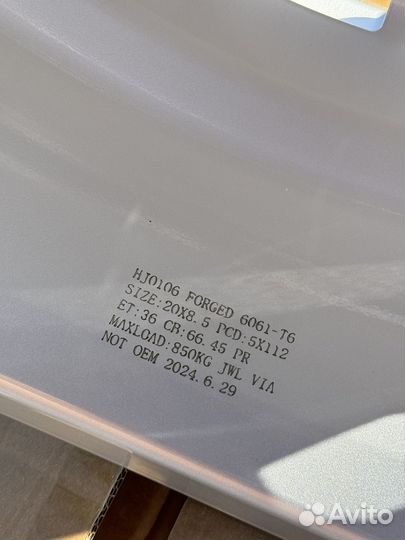 HJ0106 FORGED 6061-T6
SIZE:20X8.5 PCD:5X112
ET:36 CB:66.45 PR
MAXLOAD:850KG JWL VIA
NOT OEM 2024.6.29
Avito